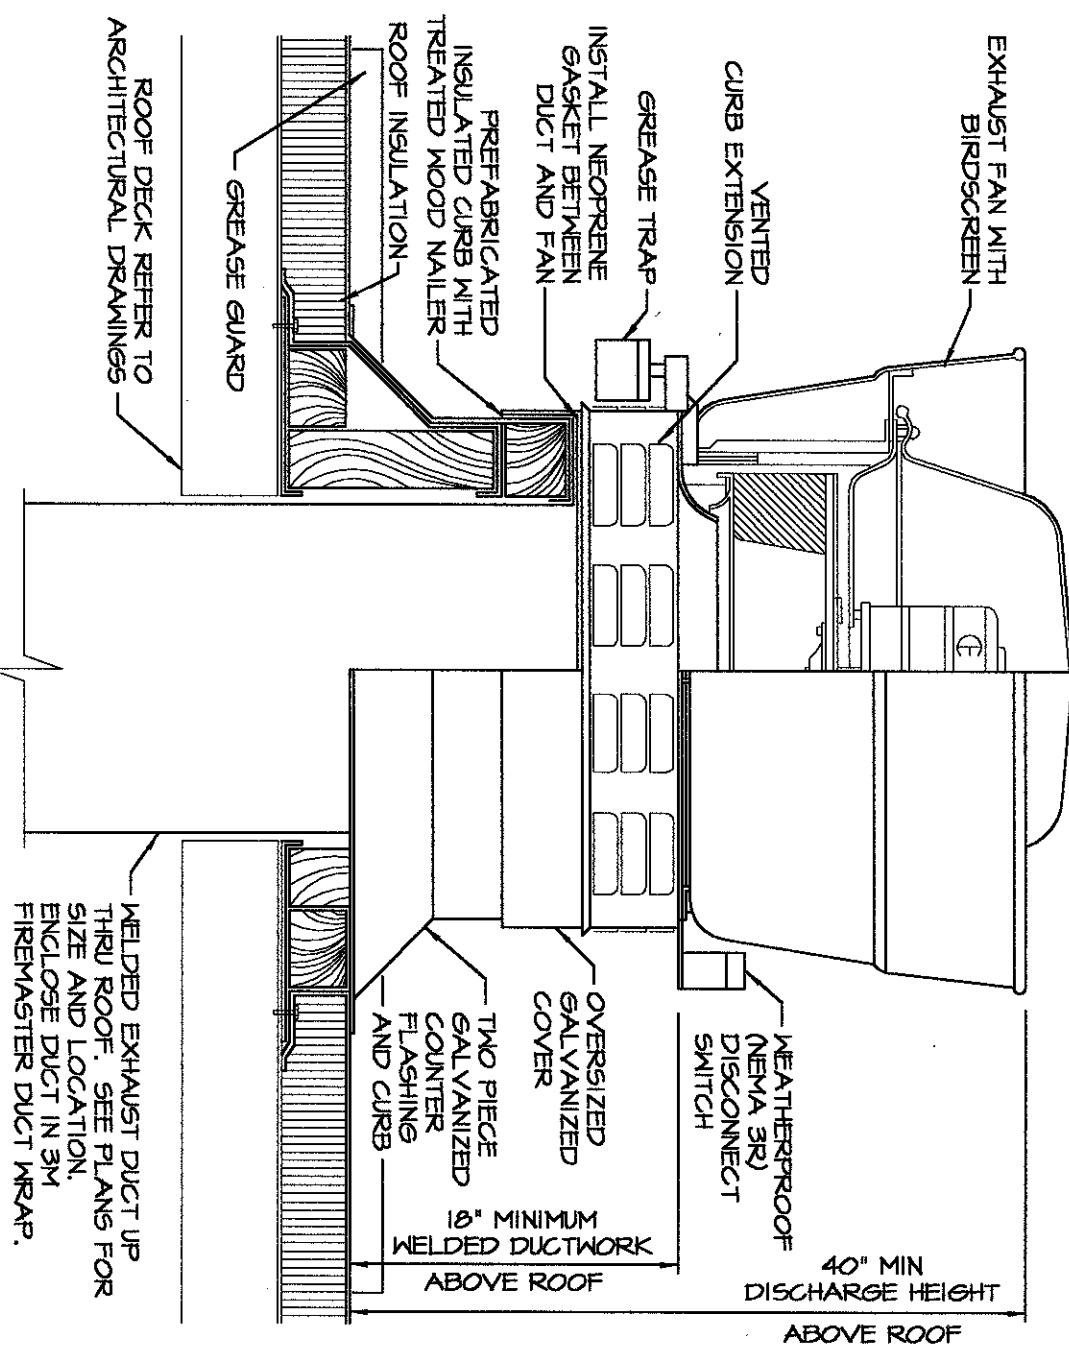 EXHAUST FAN WITH
BIRDSCREEN
VENTED
CURB EXTENSION
GREASE TRAP
INSTALL NEOPRENE
GASKET BETWEEN
DUCT AND FAN
PREFABRICATED
INSULATED CURB WITH
TREATED WOOD NAILER
ROOF INSULATION
GREASE GUARD
ROOF DECK REFER TO
ARCHITECTURAL DRAWINGS
WEATHERPROOF
(NEMA 3R)
DISCONNECT
SWITCH
OVERSIZED
GALVANIZED
COVER
TWO PIECE
GALVANIZED
COUNTER
FLASHING
AND CURB
WELDED EXHAUST DUCT UP
THRU ROOF. SEE PLANS FOR
SIZE AND LOCATION.
ENCLOSE DUCT IN 3M
FIREMASTER DUCT WRAP.
18" MINIMUM
WELDED DUCTWORK
ABOVE ROOF
40" MIN
DISCHARGE HEIGHT
ABOVE ROOF